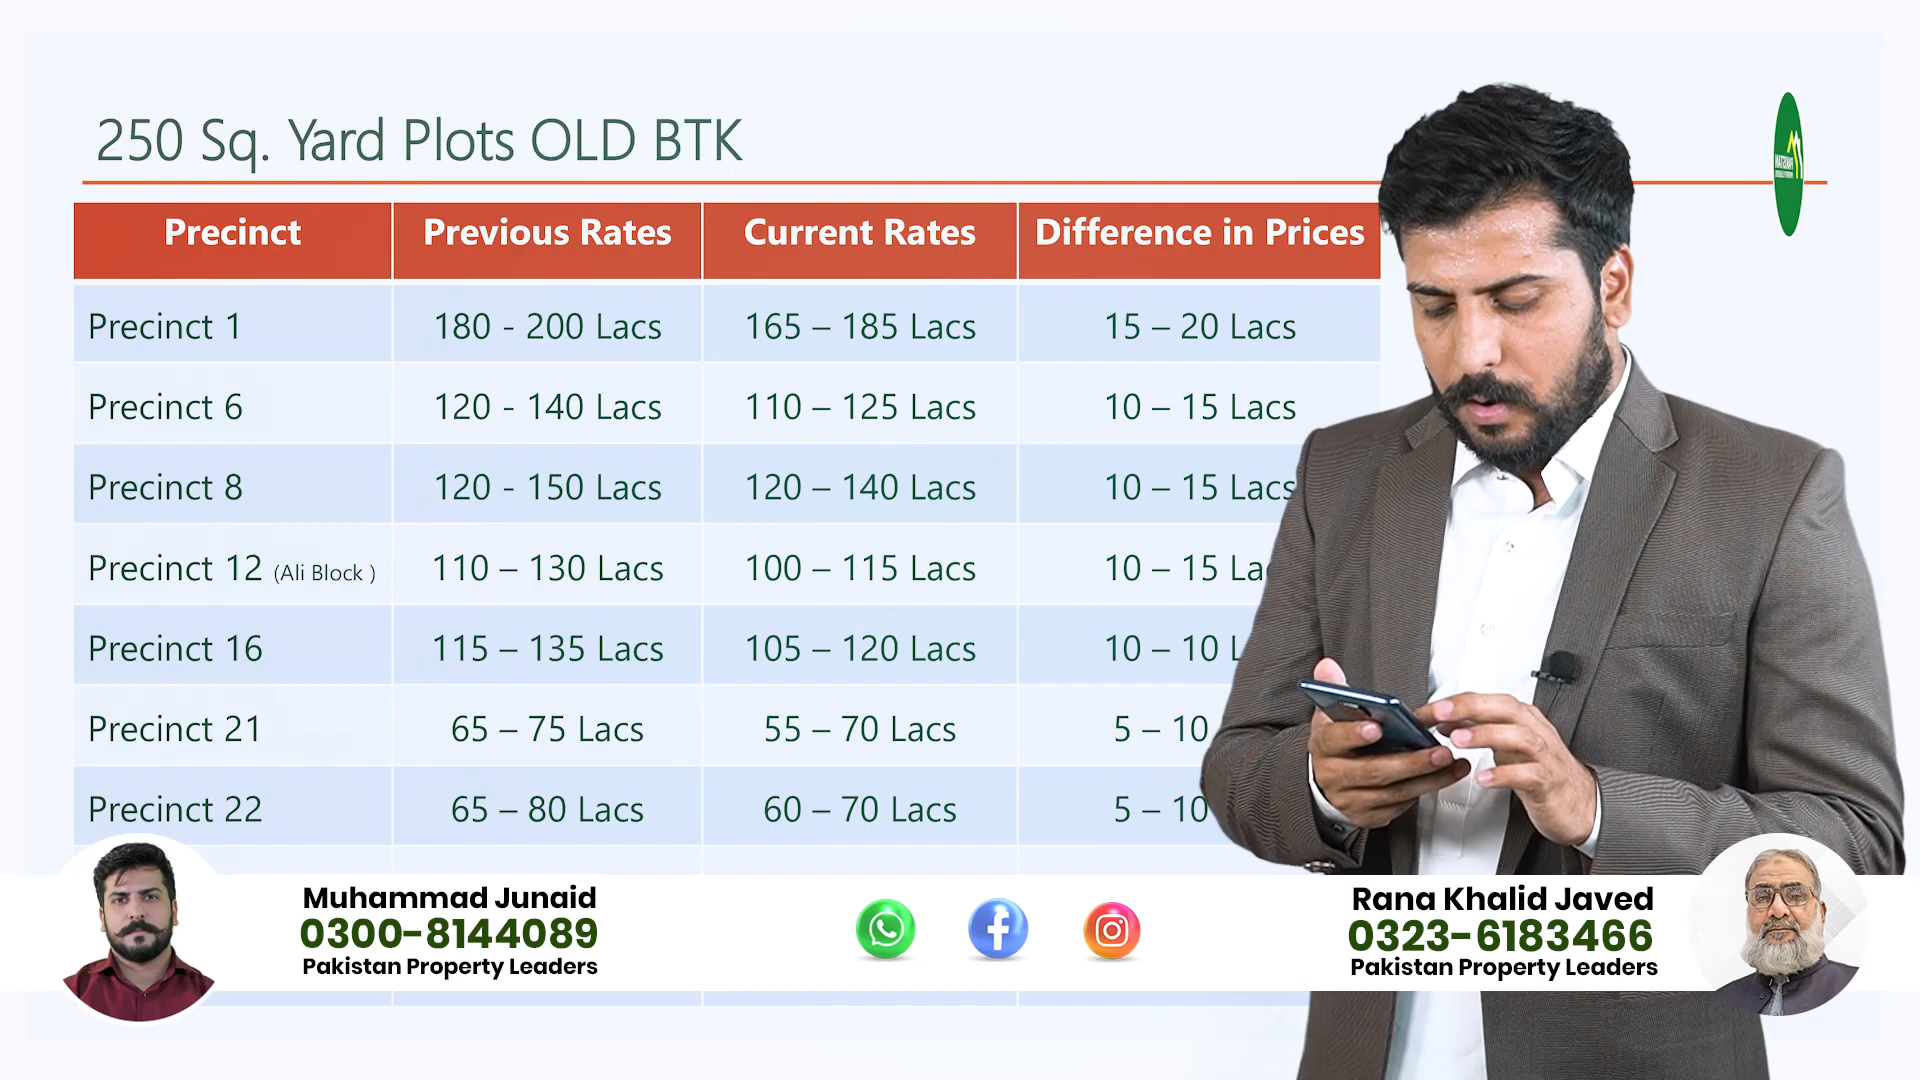 250 Sq. Yard Plots OLD BTK
Precinct Previous Rates Current Rates Difference in Prices
Precinct 1 180 - 200 Lacs 165 – 185 Lacs 15 – 20 Lacs
Precinct 6 120 - 140 Lacs 110 – 125 Lacs 10 – 15 Lacs
Precinct 8 120 - 150 Lacs 120 – 140 Lacs 10 – 15 Lacs
Precinct 12 (Ali Block ) 110 – 130 Lacs 100 – 115 Lacs 10 – 15
Precinct 16 115 – 135 Lacs 105 – 120 Lacs 10 – 10
Precinct 21 65 – 75 Lacs 55 – 70 Lacs 5 – 10
Precinct 22 65 – 80 Lacs 60 – 70 Lacs 5 – 10
Muhammad Junaid
0300-8144089
Pakistan Property Leaders
Rana Khalid Javed
0323-6183466
Pakistan Property Leaders